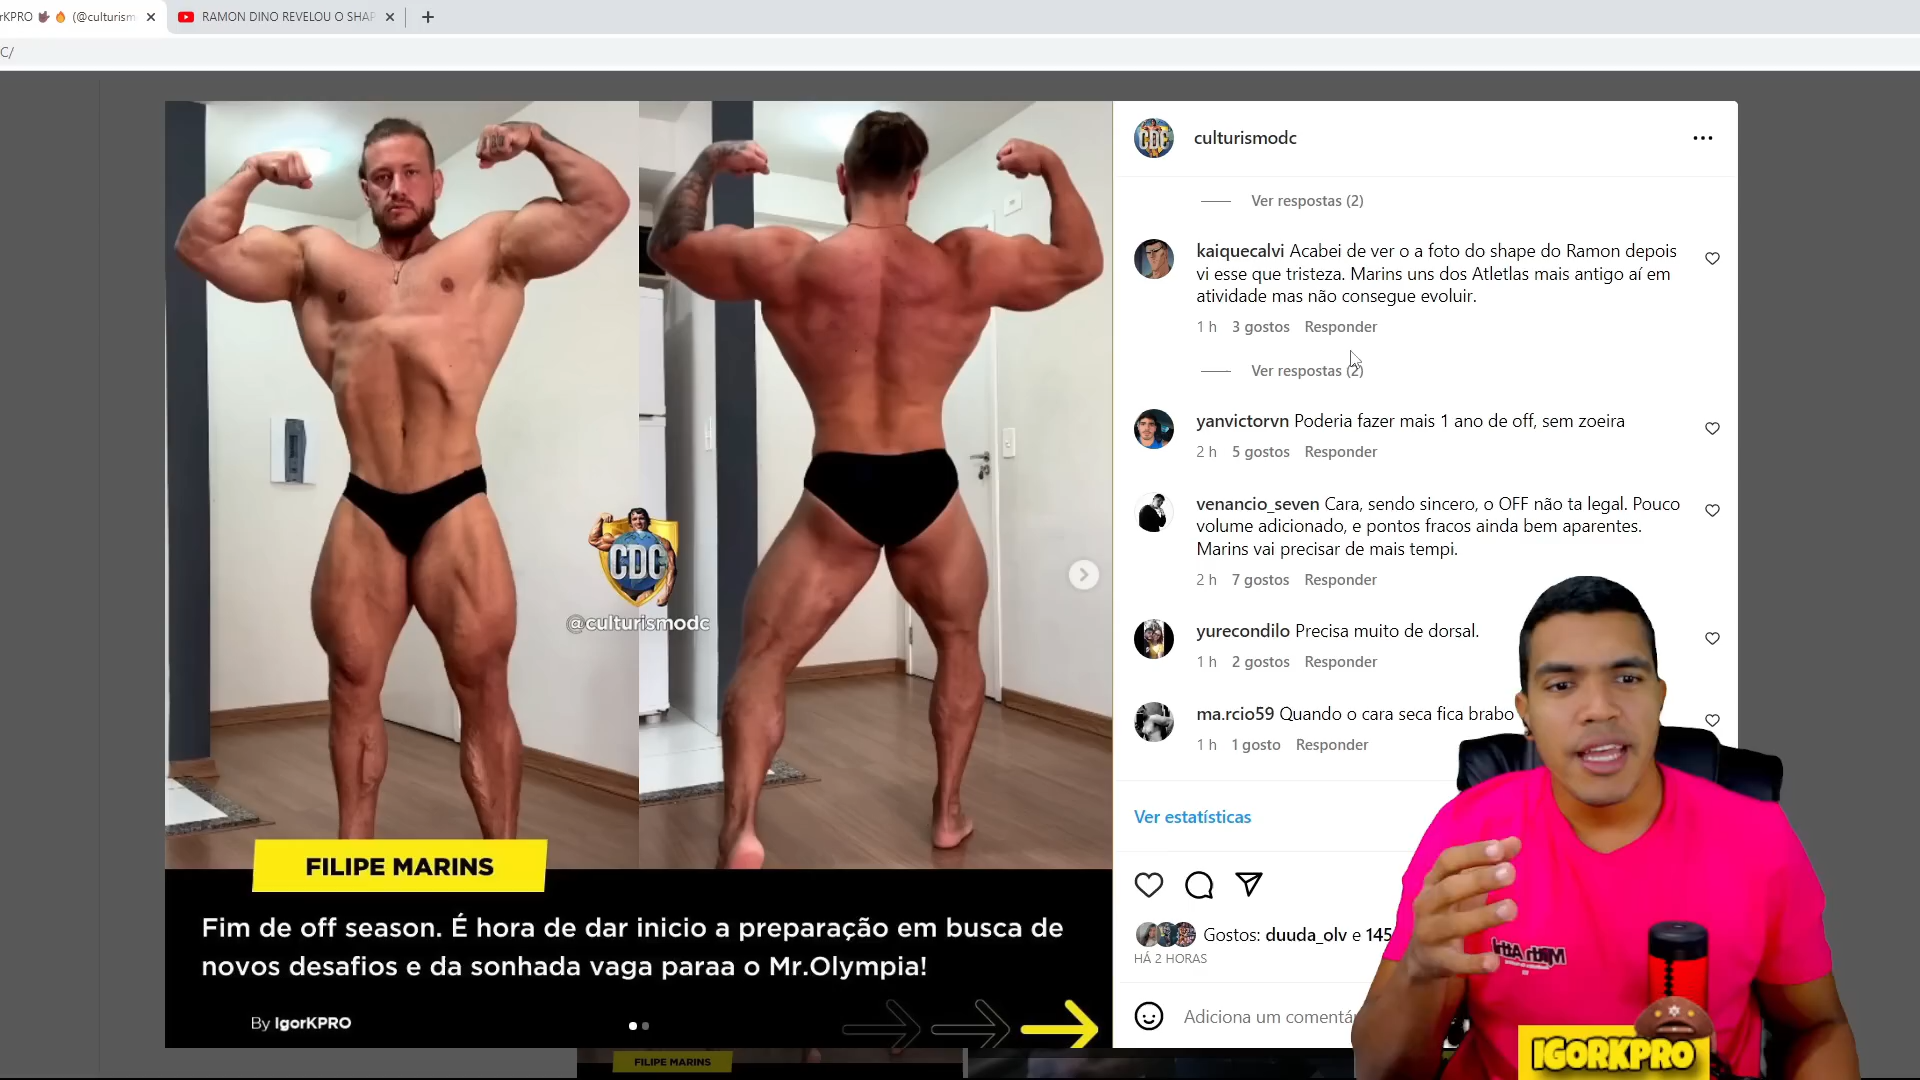 rKPRO (@culturism
RAMON DINO REVELOU O SHAP
C/
culturismodc
Ver respostas (2)
kaiquecalvi Acabei de ver o a foto do shape do Ramon depois
vi esse que tristeza. Marins uns dos Atletlas mais antigo aí em
atividade mas não consegue evoluir.
1 h 3 gostos Responder
Ver respostas (2)
yanvictorvn Poderia fazer mais 1 ano de off, sem zoeira
2 h 5 gostos Responder
venancio_seven Cara, sendo sincero, o OFF não ta legal. Pouco
volume adicionado, e pontos fracos ainda bem aparentes.
Marins vai precisar de mais tempi.
2 h 7 gostos Responder
yurecondilo Precisa muito de dorsal.
1 h 2 gostos Responder
ma.rcio59 Quando o cara seca fica brabo
1 h 1 gosto Responder
Ver estatísticas
Gostos: duuda_olv e 145
HÁ 2 HORAS
Adiciona um comentá
CDC
CDC
@culturismodc
FILIPE MARINS
Fim de off season. É hora de dar inicio a preparação em busca de
novos desafios e da sonhada vaga paraa o Mr.Olympia!
By IgorKPRO
FILIPE MARINS
IGORKPRO